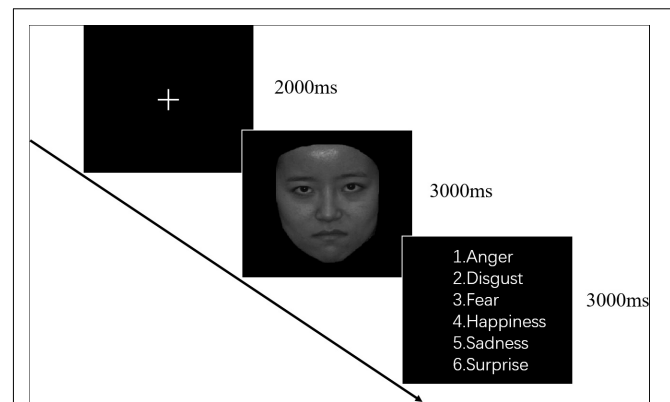 2000ms
3000ms
1.Anger
2.Disgust
3.Fear
4.Happiness
5.Sadness
6.Surprise
3000ms